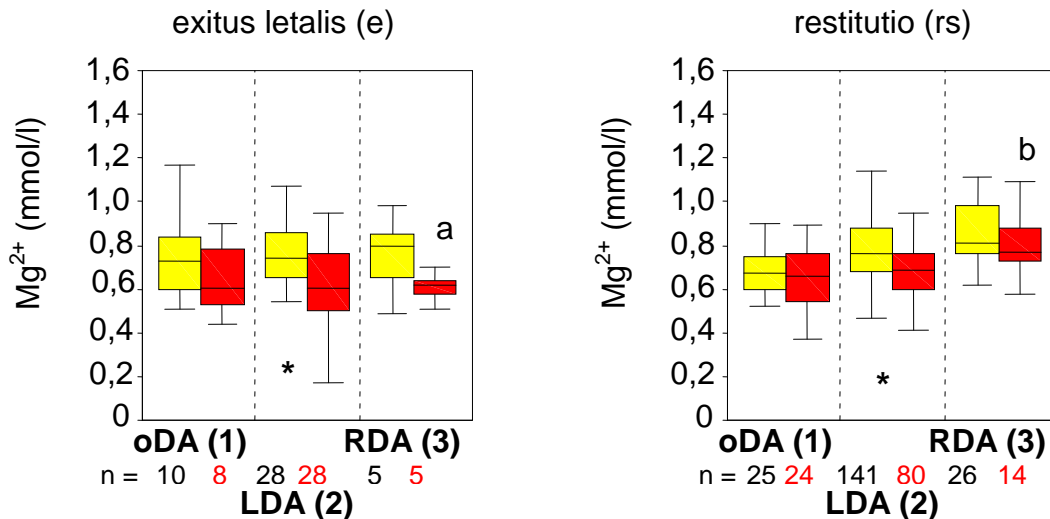 exitus letalis (e)
Mg²⁺ (mmol/l)
1,6
1,4
1,2
1,0
0,8
0,6
0,4
0,2
0
a
*
oDA (1) RDA (3)
n = 10 8 28 28 5 5
LDA (2)
restitutio (rs)
Mg²⁺ (mmol/l)
1,6
1,4
1,2
1,0
0,8
0,6
0,4
0,2
0
b
*
oDA (1) RDA (3)
n = 25 24 141 80 26 14
LDA (2)